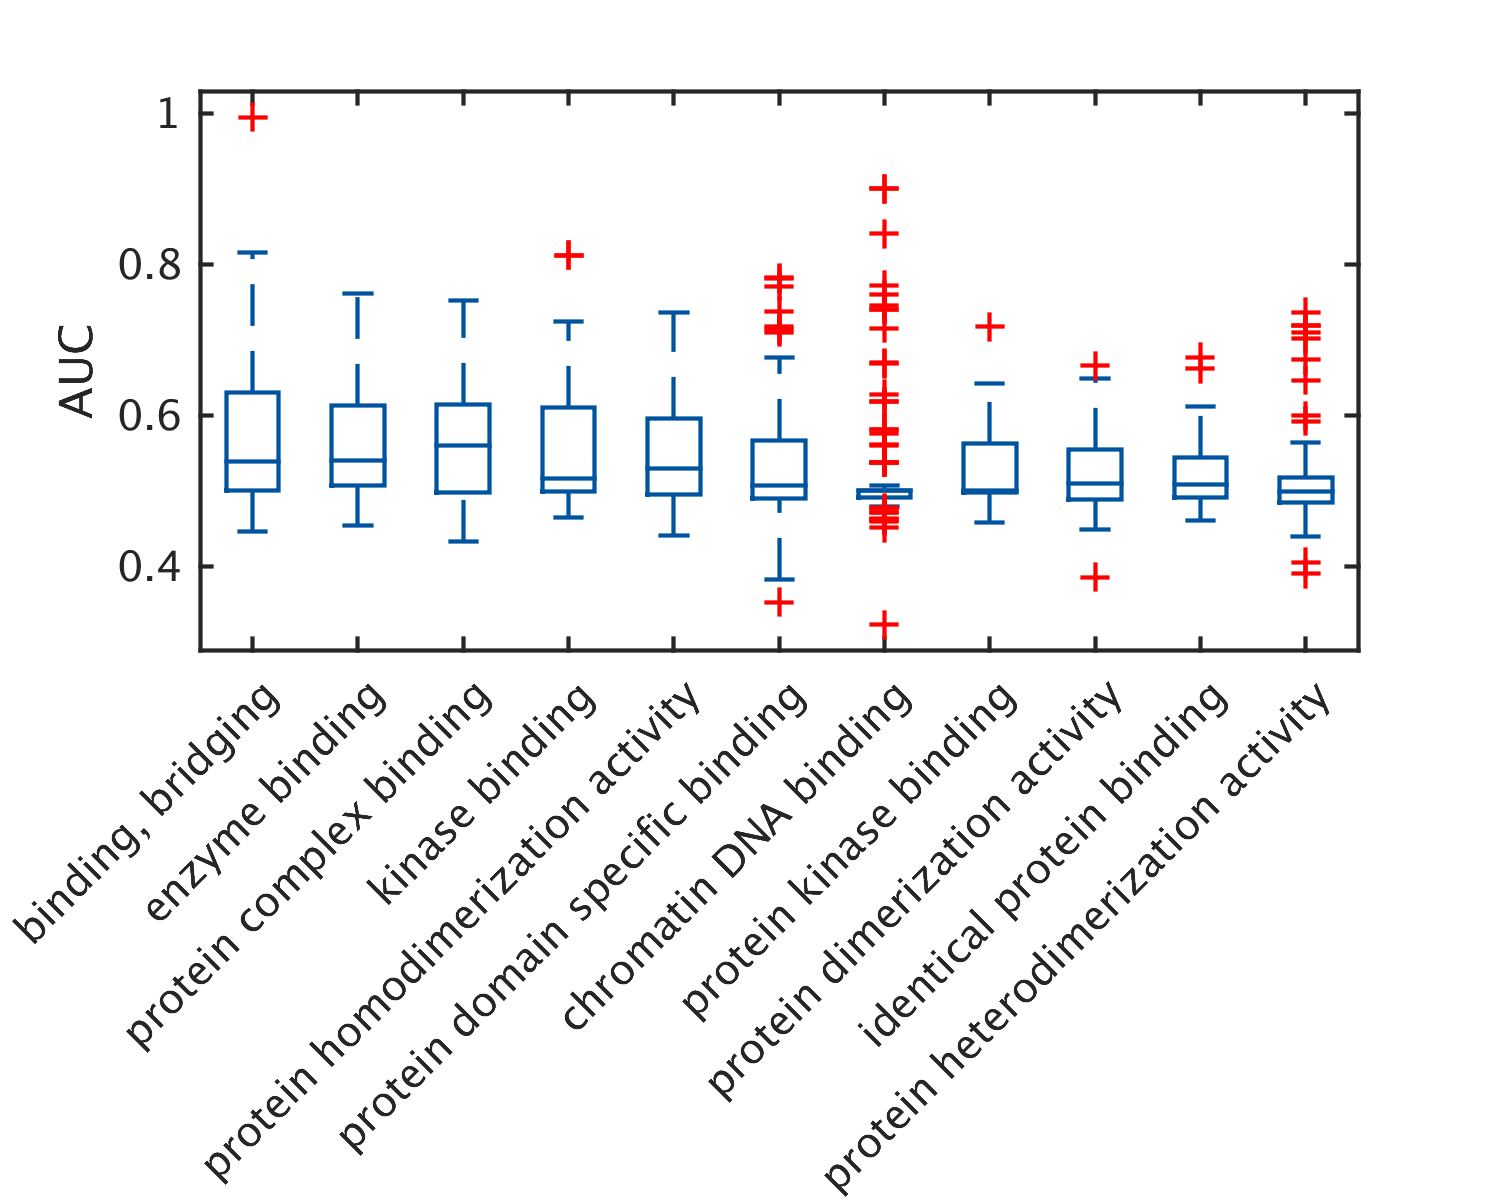 1
0.8
0.6
0.4
AUC
binding, bridging
enzyme binding
protein complex binding
kinase binding
protein homodimerization activity
protein domain specific binding
chromatin DNA binding
protein kinase binding
protein dimerization activity
identical protein binding
protein heterodimerization activity